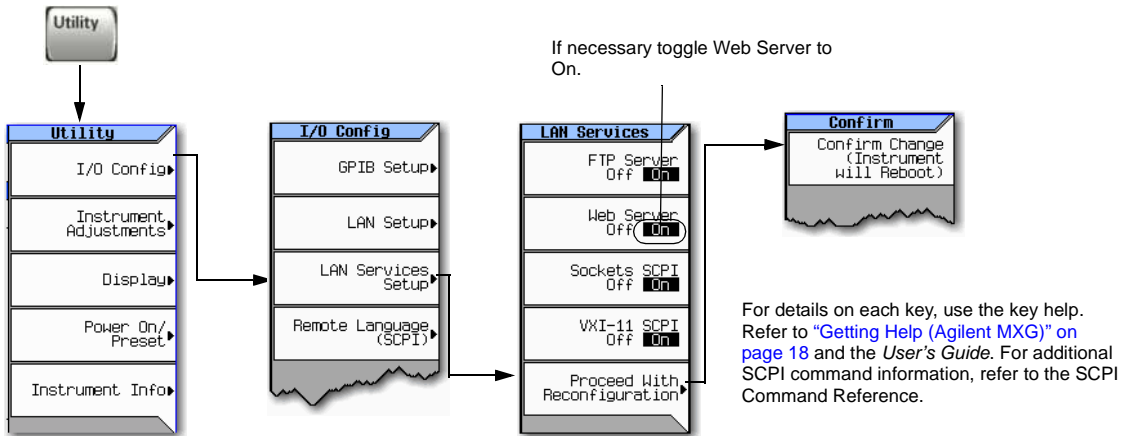 Utility
If necessary toggle Web Server to
On.
Utility
I/O Config
Instrument
Adjustments
Display
Power On/
Preset
Instrument Info
I/O Config
GPIB Setup
LAN Setup
LAN Services
Setup
Remote Language
(SCPI)
LAN Services
FTP Server
Off On
Web Server
Off On
Sockets SCPI
Off On
VXI-11 SCPI
Off On
Proceed With
Reconfiguration
Confirm
Confirm Change
(Instrument
will Reboot)
For details on each key, use the key help.
Refer to “Getting Help (Agilent MXG)” on
page 18 and the User’s Guide. For additional
SCPI command information, refer to the SCPI
Command Reference.